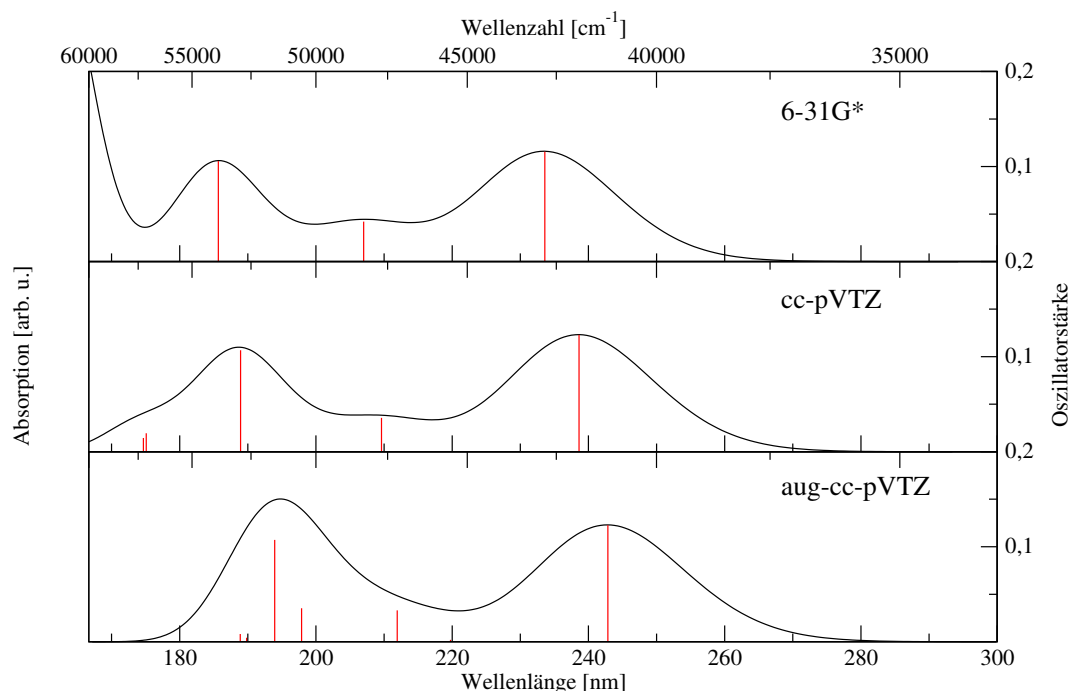 Wellenzahl [cm-1]
60000 54000 50000 45000 40000 35000
0,2
6-31G*
0,1
0,2
cc-pVTZ
Absorption [arb. u.]
0,1
Oszillatorstärke
0,2
aug-cc-pVTZ
0,1
180 200 220 240 260 280 300
Wellenlänge [nm]